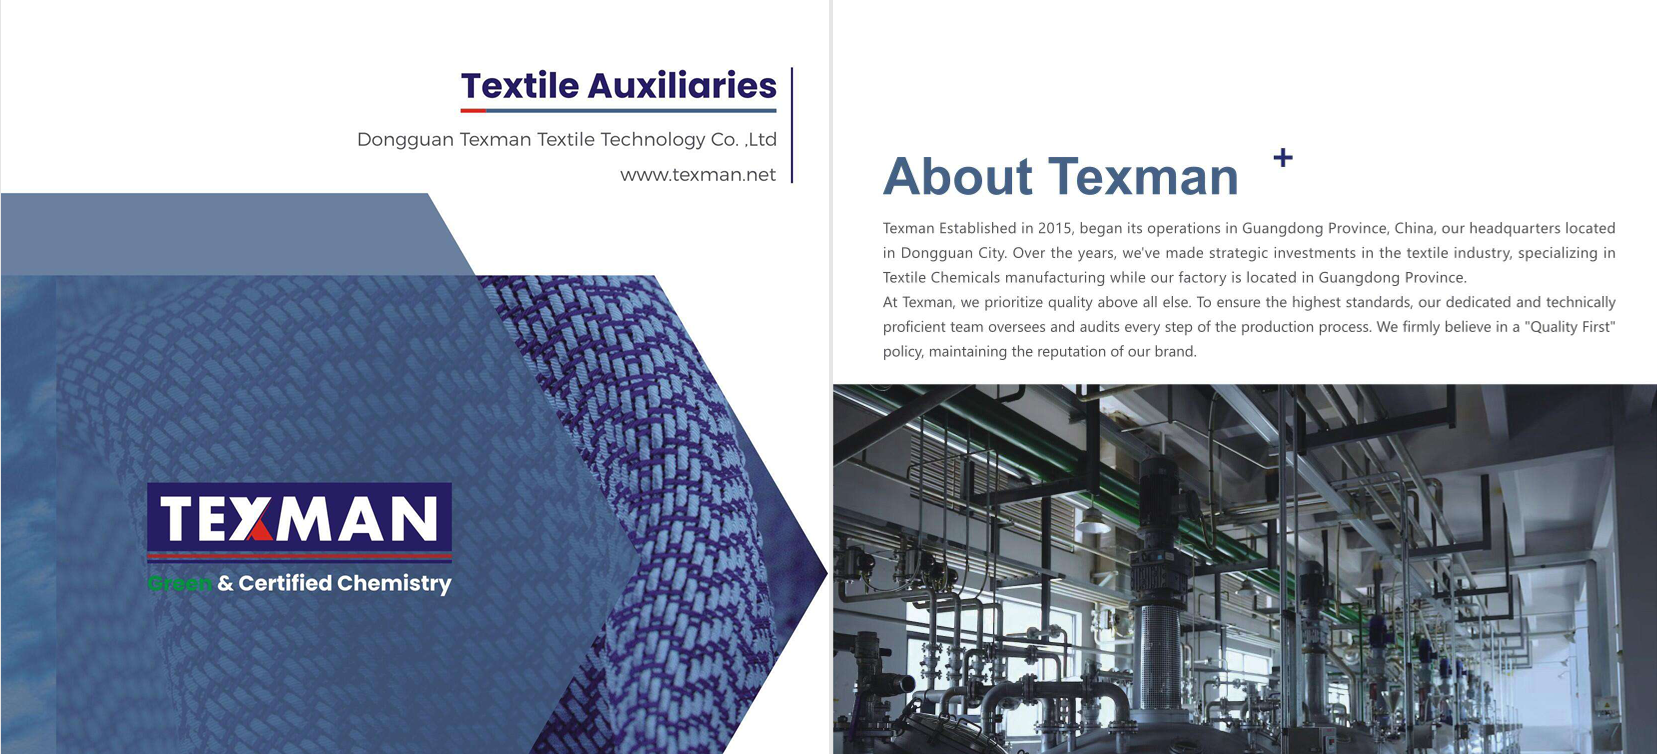 Textile Auxiliaries
Dongguan Texman Textile Technology Co. ,Ltd
www.texman.net
TEXMAN
Green & Certified Chemistry
About Texman +
Texman Established in 2015, began its operations in Guangdong Province, China, our headquarters located
in Dongguan City. Over the years, we've made strategic investments in the textile industry, specializing in
Textile Chemicals manufacturing while our factory is located in Guangdong Province.
At Texman, we prioritize quality above all else. To ensure the highest standards, our dedicated and technically
proficient team oversees and audits every step of the production process. We firmly believe in a "Quality First"
policy, maintaining the reputation of our brand.